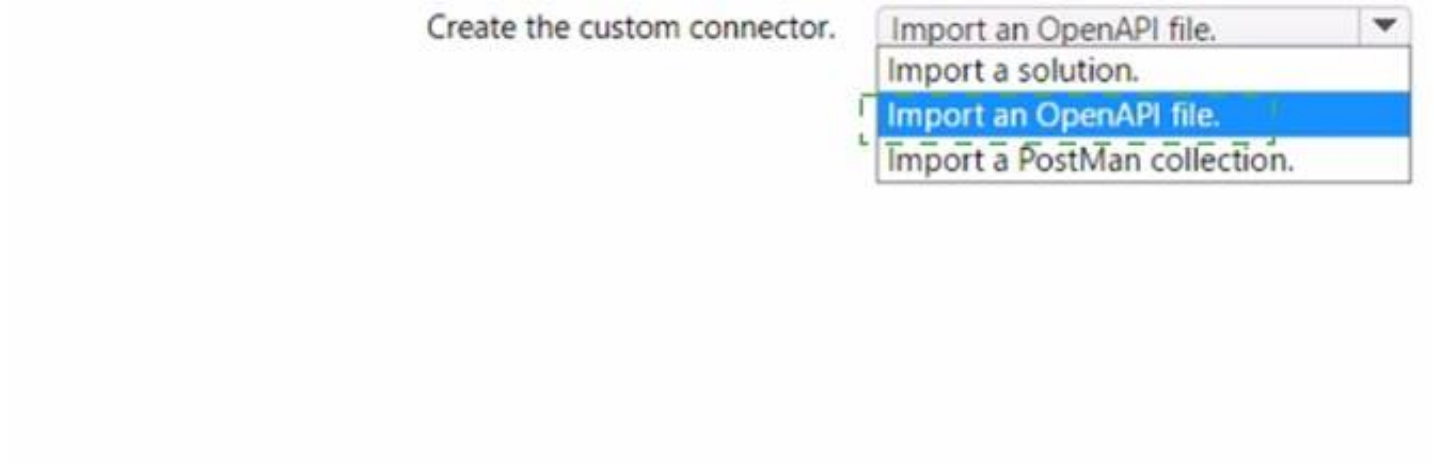 Create the custom connector. Import an OpenAPI file.
Import a solution.
Import an OpenAPI file.
Import a PostMan collection.